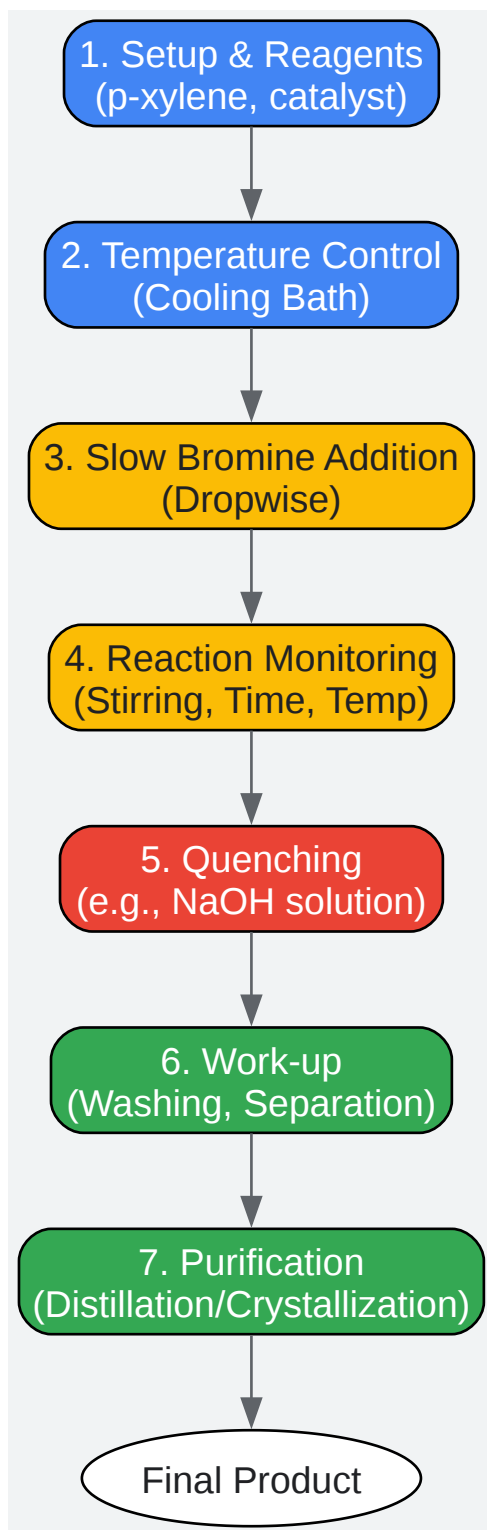 1. Setup & Reagents
(p-xylene, catalyst)
2. Temperature Control
(Cooling Bath)
3. Slow Bromine Addition
(Dropwise)
4. Reaction Monitoring
(Stirring, Time, Temp)
5. Quenching
(e.g., NaOH solution)
6. Work-up
(Washing, Separation)
7. Purification
(Distillation/Crystallization)
Final Product